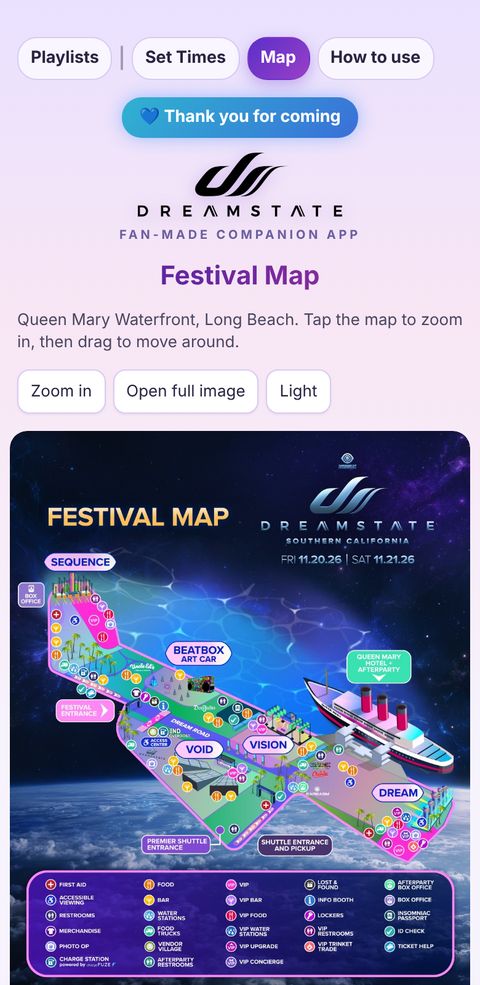 Playlists
Set Times
Map
How to use
💙 Thank you for coming
DREAMSTATE
FAN-MADE COMPANION APP
Festival Map
Queen Mary Waterfront, Long Beach. Tap the map to zoom
in, then drag to move around.
Zoom in
Open full image
Light
FESTIVAL MAP
DREAMSTATE
SOUTHERN CALIFORNIA
FRI 11.20.26 | SAT 11.21.26
SEQUENCE
BOX
OFFICE
BEATBOX
ART CAR
QUEEN MARY
HOTEL +
AFTERPARTY
FESTIVAL
ENTRANCE
DREAM ROAD
ACCESS
CENTER
VOID
VISION
DREAM
PREMIER SHUTTLE
ENTRANCE
SHUTTLE ENTRANCE
AND PICKUP
FIRST AID
ACCESSIBLE
VIEWING
RESTROOMS
MERCHANDISE
PHOTO OP
CHARGE STATION
powered by
FOOD
BAR
WATER
STATIONS
FOOD
TRUCKS
VENDOR
VILLAGE
AFTERPARTY
RESTROOMS
VIP
VIP BAR
VIP FOOD
VIP WATER
STATIONS
VIP UPGRADE
VIP CONCIERGE
LOST &
FOUND
INFO BOOTH
LOCKERS
VIP
RESTROOMS
VIP TRINKET
TRADE
AFTERPARTY
BOX OFFICE
BOX OFFICE
INSOMNIAC
PASSPORT
ID CHECK
TICKET HELP